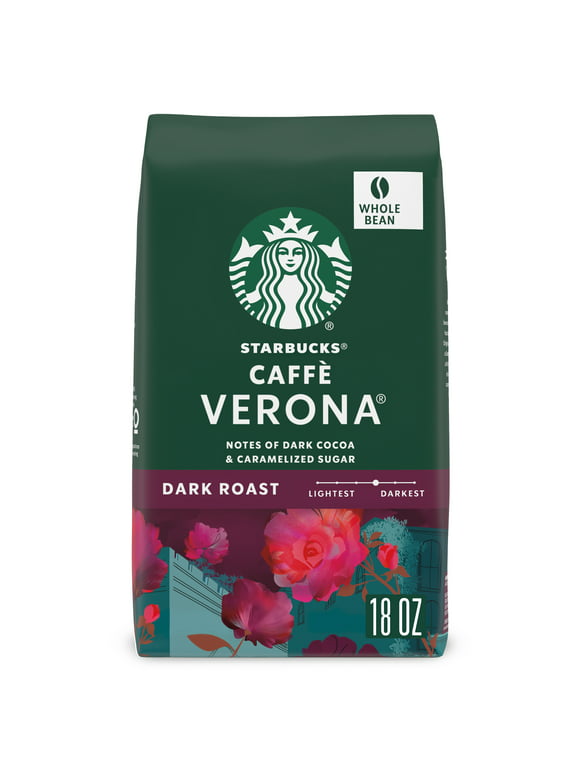 WHOLE
BEAN
®
STARBUCKS®
CAFFÈ
VERONA®
NOTES OF DARK COCOA
& CARAMELIZED SUGAR
DARK ROAST
LIGHTEST DARKEST
18 OZ